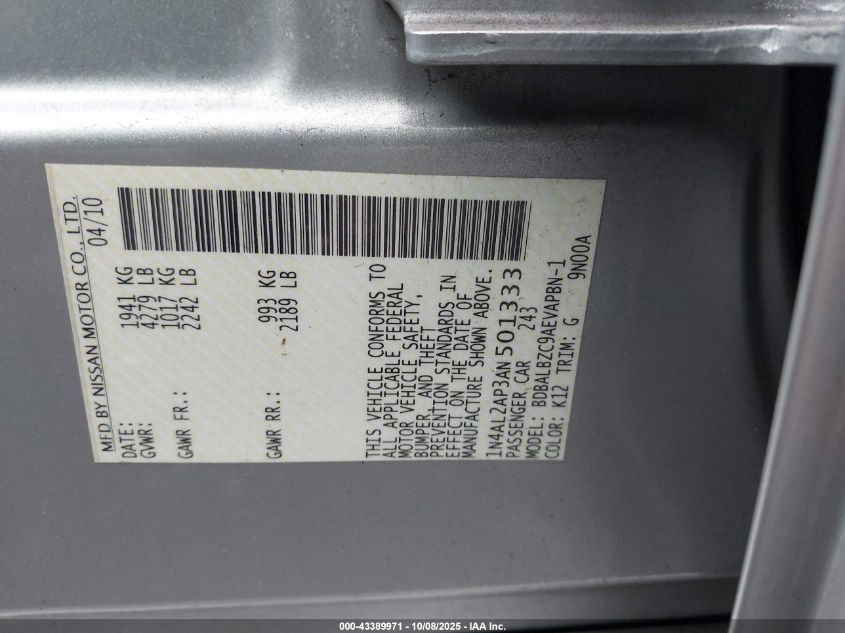 MFD BY NISSAN MOTOR CO., LTD.
DATE: 04/10
GVWR: 1941 KG
4279 LB
GAWR FR.: 1017 KG
2242 LB
GAWR RR.: 993 KG
2189 LB
THIS VEHICLE CONFORMS TO
ALL APPLICABLE FEDERAL
MOTOR VEHICLE SAFETY,
BUMPER, AND THEFT
PREVENTION STANDARDS IN
EFFECT ON THE DATE OF
MANUFACTURE SHOWN ABOVE.
1N4AL2AP3AN501333
PASSENGER CAR 243
MODEL: BDBALBZC9AEVAPBN-1
COLOR: K12 TRIM: G 9N00A
000-43389971 - 10/08/2025 - IAA Inc.